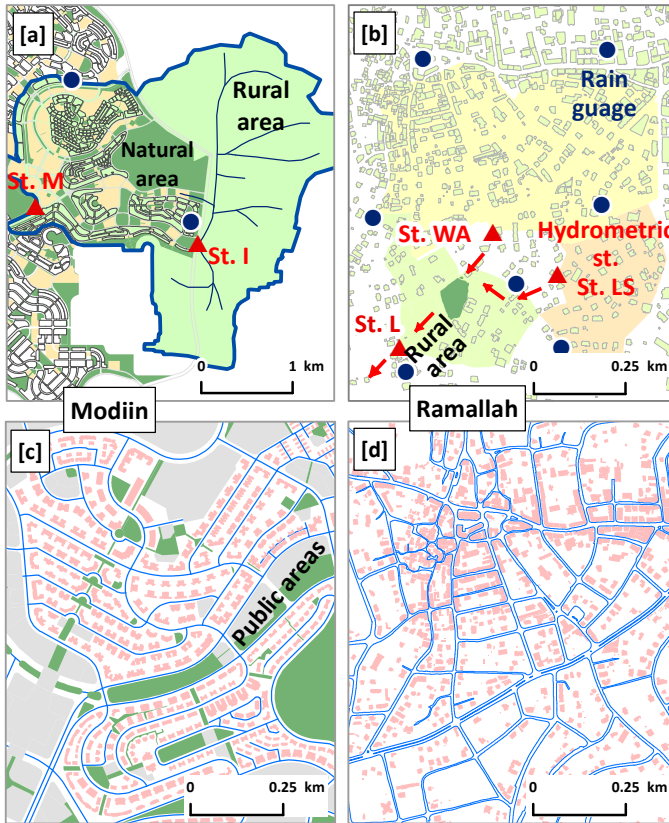 [a]
Rural
area
Natural
area
St. M
St. I
0 1 km
[b]
Rain
guage
St. WA
Hydrometric
st.
St. LS
St. L
Rural
area
0 0.25 km
Modiin
Ramallah
[c]
Public areas
0 0.25 km
[d]
0 0.25 km